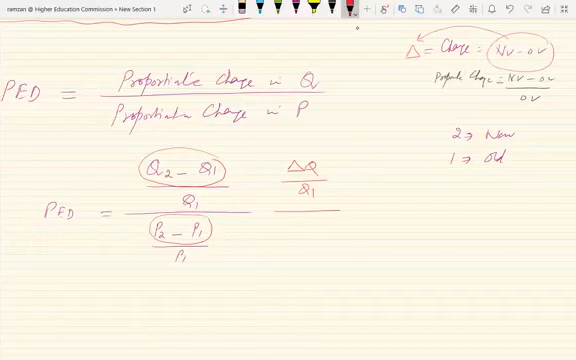 ramzan @ Higher Education Commission > New Section 1
Δ = Change = NV - OV
Proportionate Change in Q
PED =
Proportionate Change in P
Change = NV - OV
OV
2 => New
1 => Old
Q2 - Q1
Q1
ΔQ
Q1
PED =
P2 - P1
P1